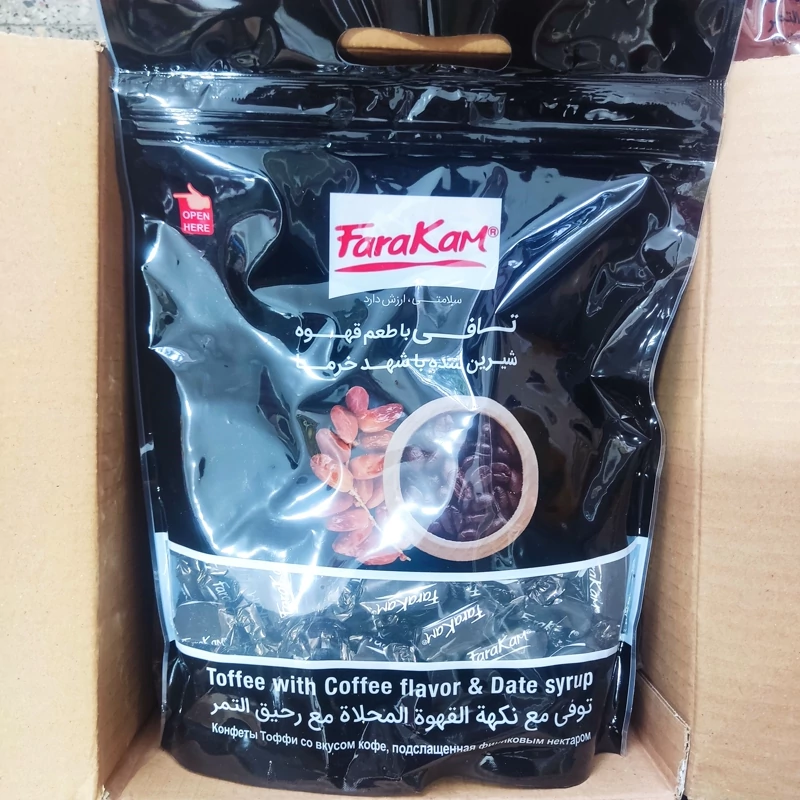 OPEN
HERE
FaraKam®
سلامتی، ارزش دارد
تافی با طعم قهوه
شیرین شده با شهد خرما
FaraKam
FaraKam
FaraKam
Toffee with Coffee flavor & Date syrup
توفی مع نكهة القهوة المحلاة مع رحيق التمر
Конфеты Тоффи со вкусом кофе, подслащенная финиковым нектаром